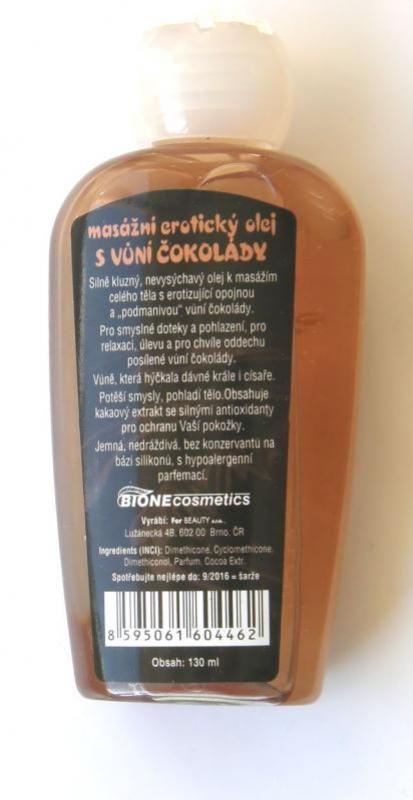 masážní erotický olej
S VŮNÍ ČOKOLÁDY
Silně kluzný, nevysýchavý olej k masážím
celého těla s erotizující opojnou
a „podmanivou" vůní čokolády.
Pro smyslné doteky a pohlazení, pro
relaxaci, úlevu a pro chvíle oddechu
posílené vůní čokolády.
Vůně, která hýčkala dávné krále i císaře.
Potěší smysly, pohladí tělo.Obsahuje
kakaový extrakt se silnými antioxidanty
pro ochranu Vaší pokožky.
Jemná, nedráždivá, bez konzervantu na
bázi silikonů, s hypoalergenní
parfemací.
BIONEcosmetics
Vyrábí: For BEAUTY s.r.o.,
Lužánecká 4B, 602 00 Brno, ČR
Ingredients (INCI): Dimethicone, Cyclomethicone,
Dimethiconol, Parfum, Cocoa Extr.
Spotřebujte nejlépe do: 9/2016 = šarže
8 595061 604462
Obsah: 130 ml